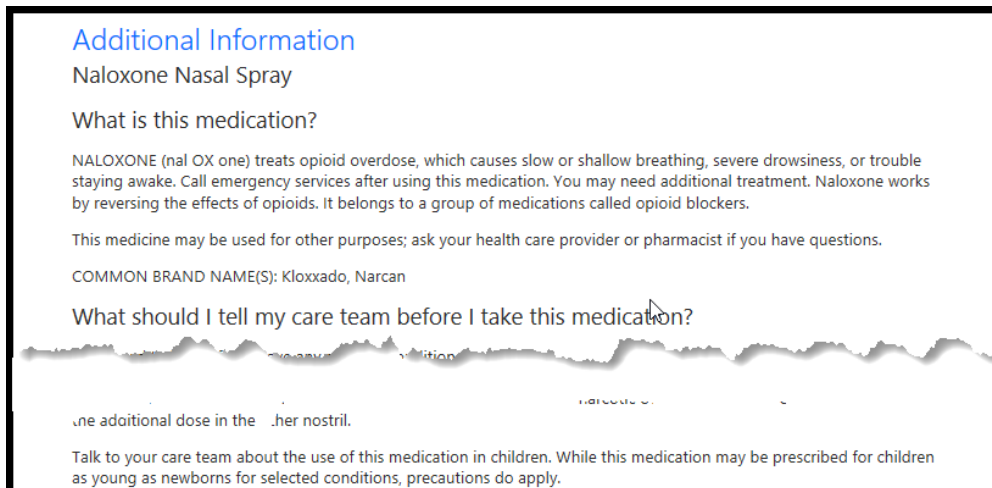 Additional Information
Naloxone Nasal Spray
What is this medication?
NALOXONE (nal OX one) treats opioid overdose, which causes slow or shallow breathing, severe drowsiness, or trouble
staying awake. Call emergency services after using this medication. You may need additional treatment. Naloxone works
by reversing the effects of opioids. It belongs to a group of medications called opioid blockers.
This medicine may be used for other purposes; ask your health care provider or pharmacist if you have questions.
COMMON BRAND NAME(S): Kloxxado, Narcan
What should I tell my care team before I take this medication?
additional dose in the nostril.
Talk to your care team about the use of this medication in children. While this medication may be prescribed for children
as young as newborns for selected conditions, precautions do apply.